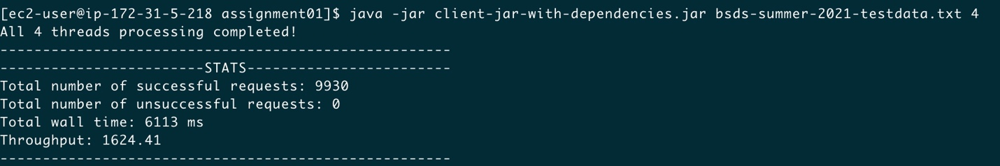 [ec2-user@ip-172-31-5-218 assignment01]$ java -jar client-jar-with-dependencies.jar bsds-summer-2021-testdata.txt 4
All 4 threads processing completed!
-----------------------------------------------------
------------------------STATS------------------------
Total number of successful requests: 9930
Total number of unsuccessful requests: 0
Total wall time: 6113 ms
Throughput: 1624.41
-----------------------------------------------------